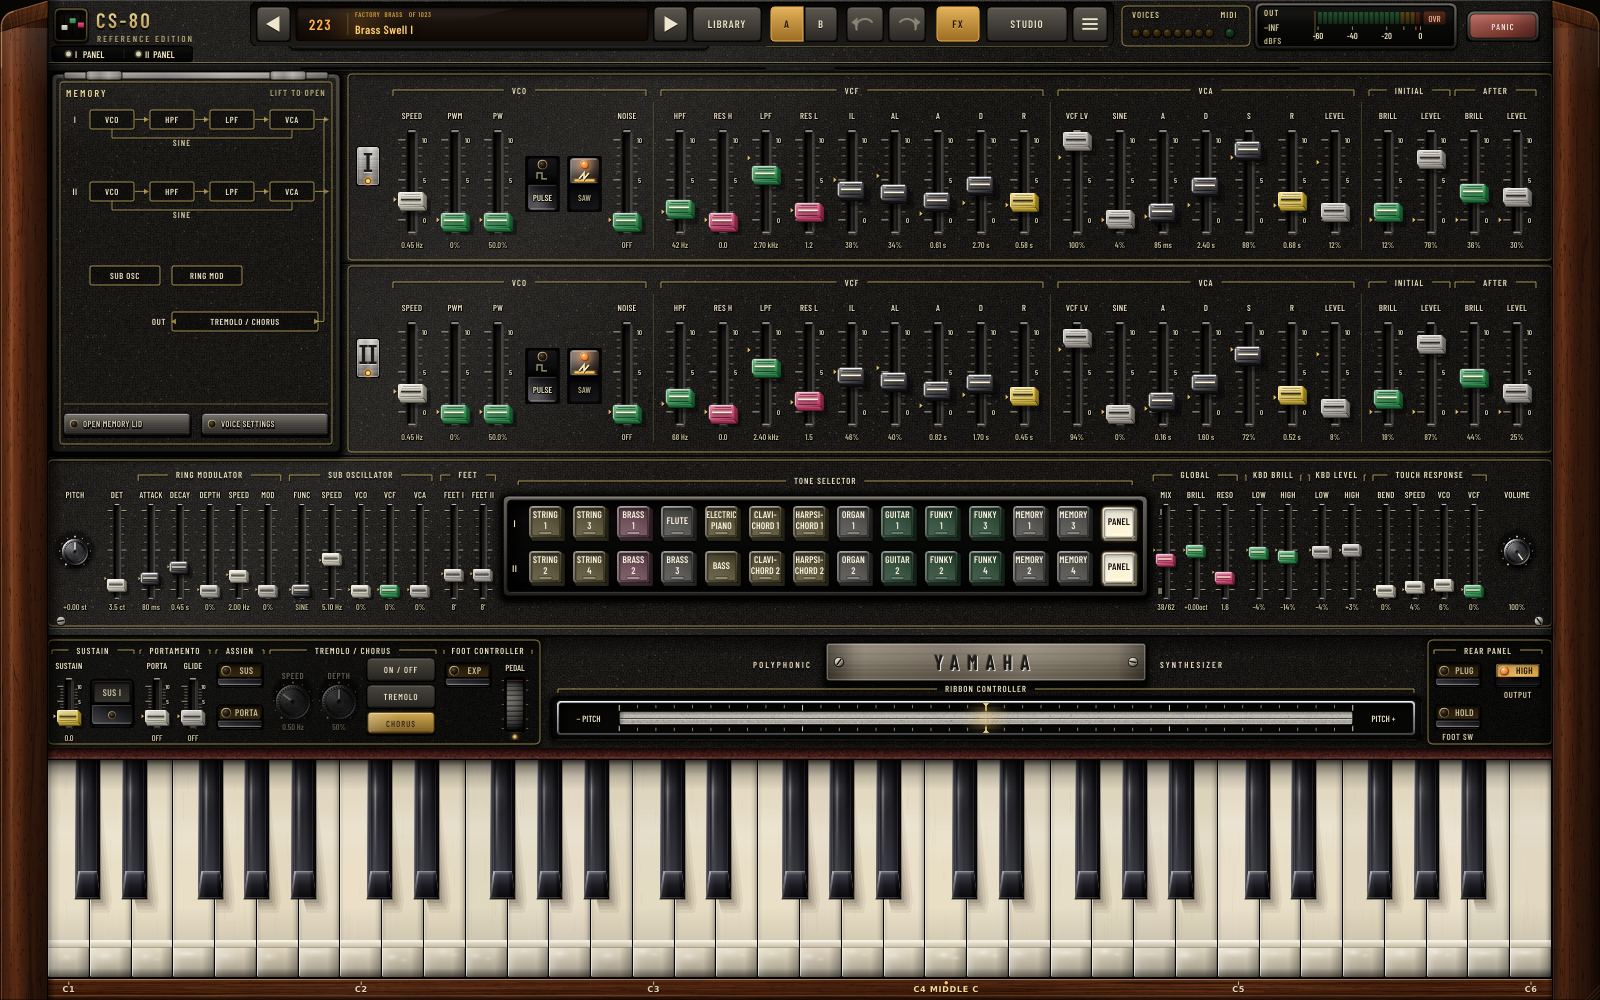 CS-80
REFERENCE EDITION
I PANEL II PANEL
223 FACTORY BRASS OF 1023
Brass Swell I
LIBRARY A B FX STUDIO
VOICES MIDI
OUT -INF dBFS -60 -40 -20 0 OVR
PANIC
MEMORY LIFT TO OPEN
I VCO HPF LPF VCA
SINE
II VCO HPF LPF VCA
SINE
SUB OSC RING MOD
OUT TREMOLO / CHORUS
OPEN MEMORY LID VOICE SETTINGS
VCO VCF VCA INITIAL AFTER
SPEED PWM PW NOISE HPF RES H LPF RES L IL AL A D R VCF LV SINE A D S R LEVEL BRILL LEVEL BRILL LEVEL
I PULSE SAW
10 5 0
0.45 Hz 0% 50.0% OFF 42 Hz 0.0 2.70 kHz 1.2 38% 34% 0.61 s 2.70 s 0.58 s 100% 4% 85 ms 2.40 s 88% 0.68 s 12% 12% 78% 36% 30%
VCO VCF VCA INITIAL AFTER
SPEED PWM PW NOISE HPF RES H LPF RES L IL AL A D R VCF LV SINE A D S R LEVEL BRILL LEVEL BRILL LEVEL
II PULSE SAW
10 5 0
0.45 Hz 0% 50.0% OFF 68 Hz 0.0 2.40 kHz 1.5 46% 40% 0.82 s 1.70 s 0.45 s 94% 0% 0.16 s 1.60 s 72% 0.52 s 8% 18% 87% 44% 25%
RING MODULATOR SUB OSCILLATOR FEET TONE SELECTOR GLOBAL KBD BRILL KBD LEVEL TOUCH RESPONSE
PITCH DET ATTACK DECAY DEPTH SPEED MOD FUNC SPEED VCO VCF VCA FEET I FEET II MIX BRILL RESO LOW HIGH LOW HIGH BEND SPEED VCO VCF VOLUME
I STRING 1 STRING 3 BRASS 1 FLUTE ELECTRIC PIANO CLAVI-CHORD 1 HARPSI-CHORD 1 ORGAN 1 GUITAR 1 FUNKY 1 FUNKY 3 MEMORY 1 MEMORY 3 PANEL
II STRING 2 STRING 4 BRASS 2 BRASS 3 BASS CLAVI-CHORD 2 HARPSI-CHORD 2 ORGAN 2 GUITAR 2 FUNKY 2 FUNKY 4 MEMORY 2 MEMORY 4 PANEL
+0.00 st 3.5 ct 80 ms 0.45 s 0% 2.00 Hz 0% SINE 5.10 Hz 0% 0% 0% 8' 8' 38/62 +0.00oct 1.6 -4% -14% -4% +3% 0% 4% 6% 0% 100%
SUSTAIN PORTAMENTO ASSIGN TREMOLO / CHORUS FOOT CONTROLLER
SUSTAIN PORTA GLIDE SUS SPEED DEPTH ON / OFF EXP PEDAL
SUS I PORTA TREMOLO CHORUS
10 5 0
0.0 OFF OFF 0.50 Hz 50%
POLYPHONIC YAMAHA SYNTHESIZER
RIBBON CONTROLLER
- PITCH PITCH +
REAR PANEL
PLUG HIGH
OUTPUT
HOLD
FOOT SW
C1 C2 C3 C4 MIDDLE C C5 C6